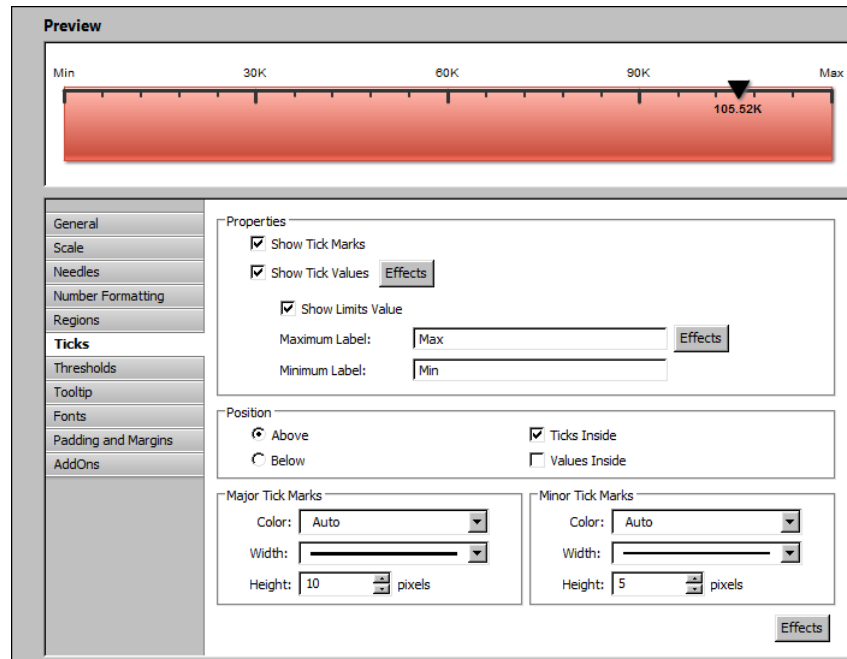 Preview
Min 30K 60K 90K Max
105.52K
General
Scale
Needles
Number Formatting
Regions
Ticks
Thresholds
Tooltip
Fonts
Padding and Margins
AddOns
Properties
Show Tick Marks
Show Tick Values Effects
Show Limits Value
Maximum Label: Max Effects
Minimum Label: Min
Position
Above Ticks Inside
Below Values Inside
Major Tick Marks
Color: Auto
Width:
Height: 10 pixels
Minor Tick Marks
Color: Auto
Width:
Height: 5 pixels
Effects